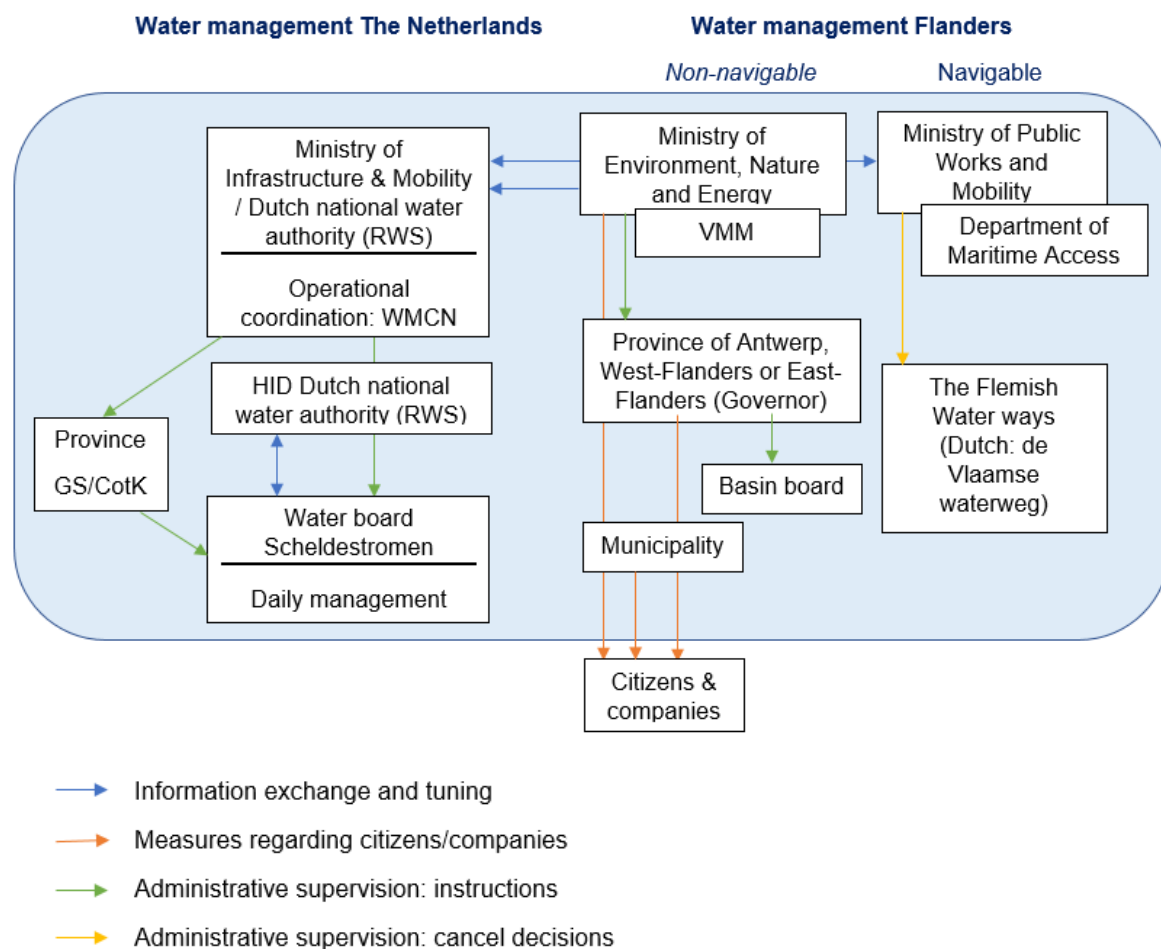 Water management The Netherlands
Water management Flanders
Non-navigable
Navigable
Ministry of
Infrastructure & Mobility
/ Dutch national water
authority (RWS)
Operational
coordination: WMCN
Ministry of
Environment, Nature
and Energy
VMM
Ministry of Public
Works and
Mobility
Department of
Maritime Access
HID Dutch national
water authority (RWS)
Province
GS/CotK
Water board
Scheldestromen
Daily management
Province of Antwerp,
West-Flanders or East-
Flanders (Governor)
Basin board
Municipality
The Flemish
Water ways
(Dutch: de
Vlaamse
waterweg)
Citizens &
companies
Information exchange and tuning
Measures regarding citizens/companies
Administrative supervision: instructions
Administrative supervision: cancel decisions